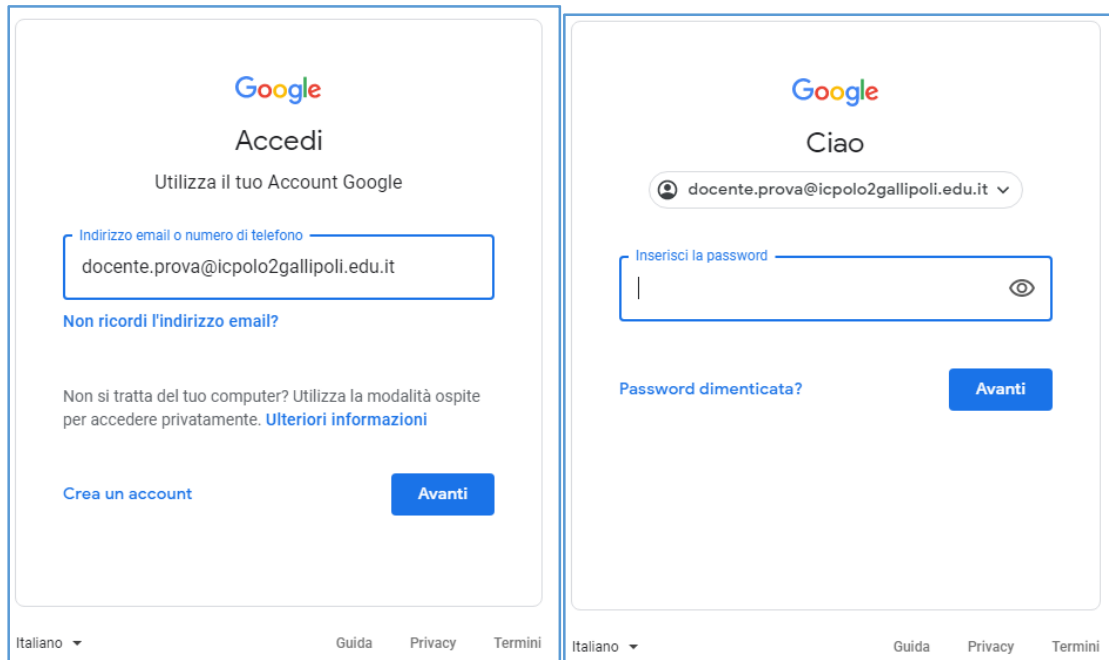 Google
Accedi
Utilizza il tuo Account Google
Indirizzo email o numero di telefono
docente.prova@icpolo2gallipoli.edu.it
Non ricordi l'indirizzo email?
Non si tratta del tuo computer? Utilizza la modalità ospite
per accedere privatamente. Ulteriori informazioni
Crea un account
Avanti
Italiano
Guida
Privacy
Termini
Google
Ciao
docente.prova@icpolo2gallipoli.edu.it
Inserisci la password
Password dimenticata?
Avanti
Italiano
Guida
Privacy
Termini